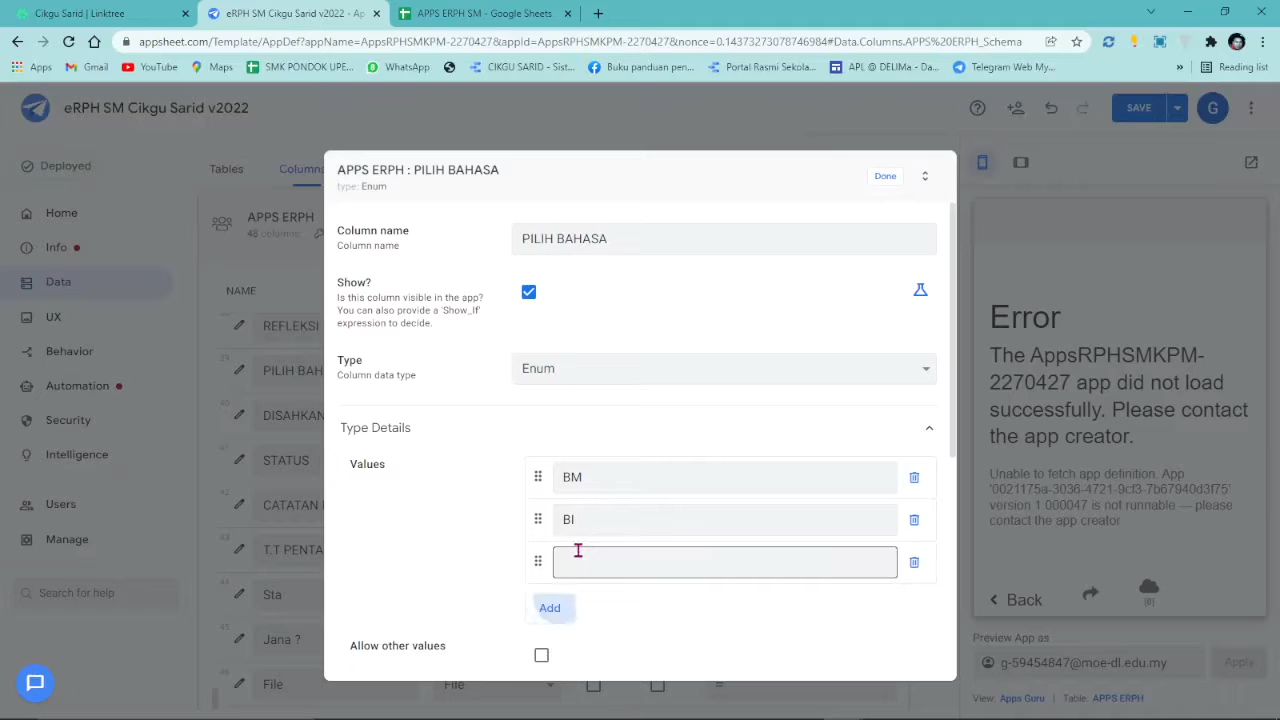 Cikgu Sarid | Linktree
eRPH SM Cikgu Sarid v2022 - Ap
APPS ERPH SM - Google Sheets
appsheet.com/Template/AppDef?appName=AppsRPHSMKPM-2270427&appId=AppsRPHSMKPM-2270427&nonce=0.14373273078746984#Data.Columns.APPS%20ERPH_Schema
Apps
Gmail
YouTube
Maps
SMK PONDOK UPE...
WhatsApp
CIKGU SARID - Sist...
Buku panduan pen...
Portal Rasmi Sekola...
APL @ DELIMa - Da...
Telegram Web My...
»
Reading list
eRPH SM Cikgu Sarid v2022
SAVE
G
Deployed
Home
Info
Data
UX
Behavior
Automation
Security
Intelligence
Users
Manage
Search for help
Tables
Columns
APPS ERPH
48 columns
NAME
REFLEKSI
39
PILIH BAH
40
DISAHKAN
41
STATUS
42
CATATAN
43
T.T PENTA
44
Sta
45
Jana ?
46
File
File
=
APPS ERPH : PILIH BAHASA
type: Enum
Done
Column name
Column name
PILIH BAHASA
Show?
Is this column visible in the app?
You can also provide a 'Show_If'
expression to decide.
Type
Column data type
Enum
Type Details
Values
BM
BI
Add
Allow other values
Error
The AppsRPHSMKPM-
2270427 app did not load
successfully. Please contact
the app creator.
Unable to fetch app definition. App
'0021175a-3036-4721-9cf3-7b67940d3f75'
version 1.000047 is not runnable — please
contact the app creator
Back
(0)
Preview App as
g-59454847@moe-dl.edu.my
Apply
View: Apps Guru | Table: APPS ERPH